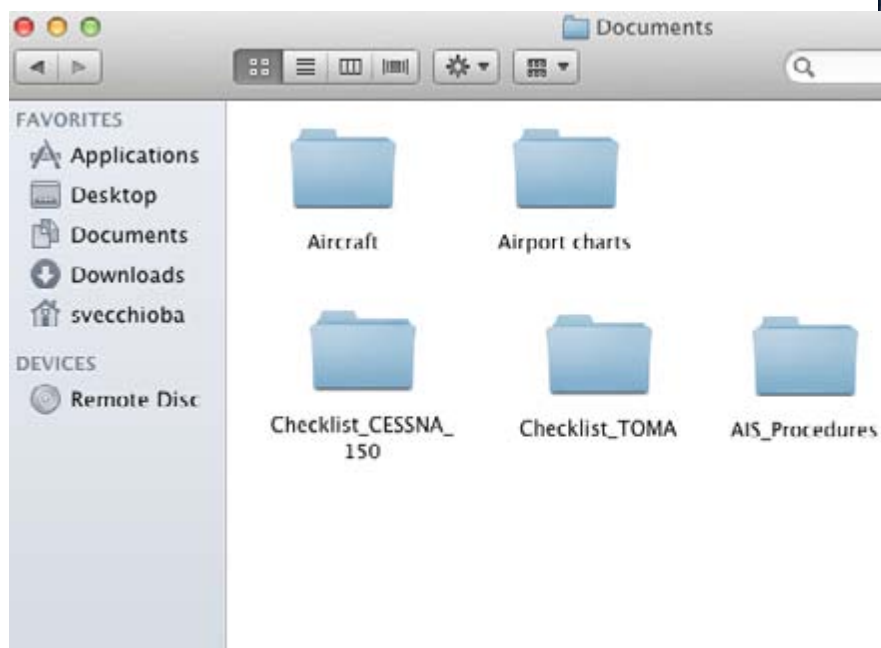 Documents
FAVORITES
Applications
Desktop
Documents
Downloads
svecchioba
DEVICES
Remote Disc
Aircraft
Airport charts
Checklist_CESSNA_
150
Checklist_TOMA
AIS_Procedures